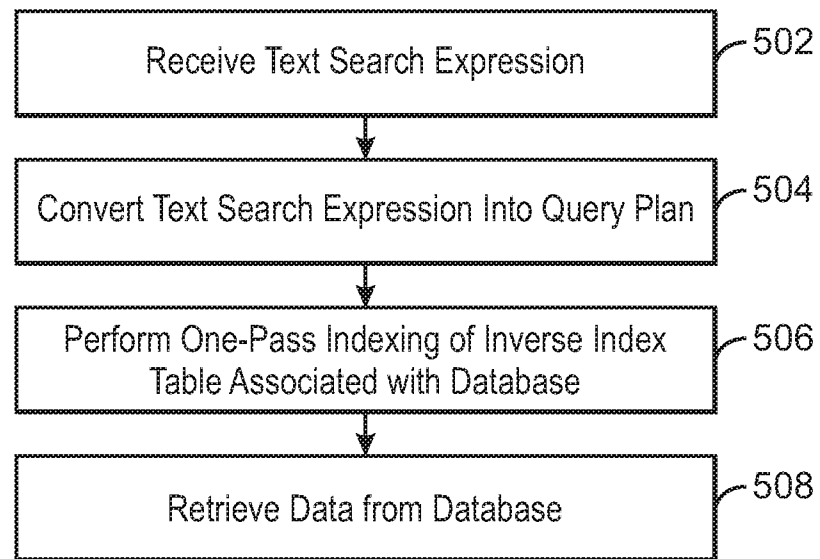 Receive Text Search Expression
502
Convert Text Search Expression Into Query Plan
504
Perform One-Pass Indexing of Inverse Index
Table Associated with Database
506
Retrieve Data from Database
508